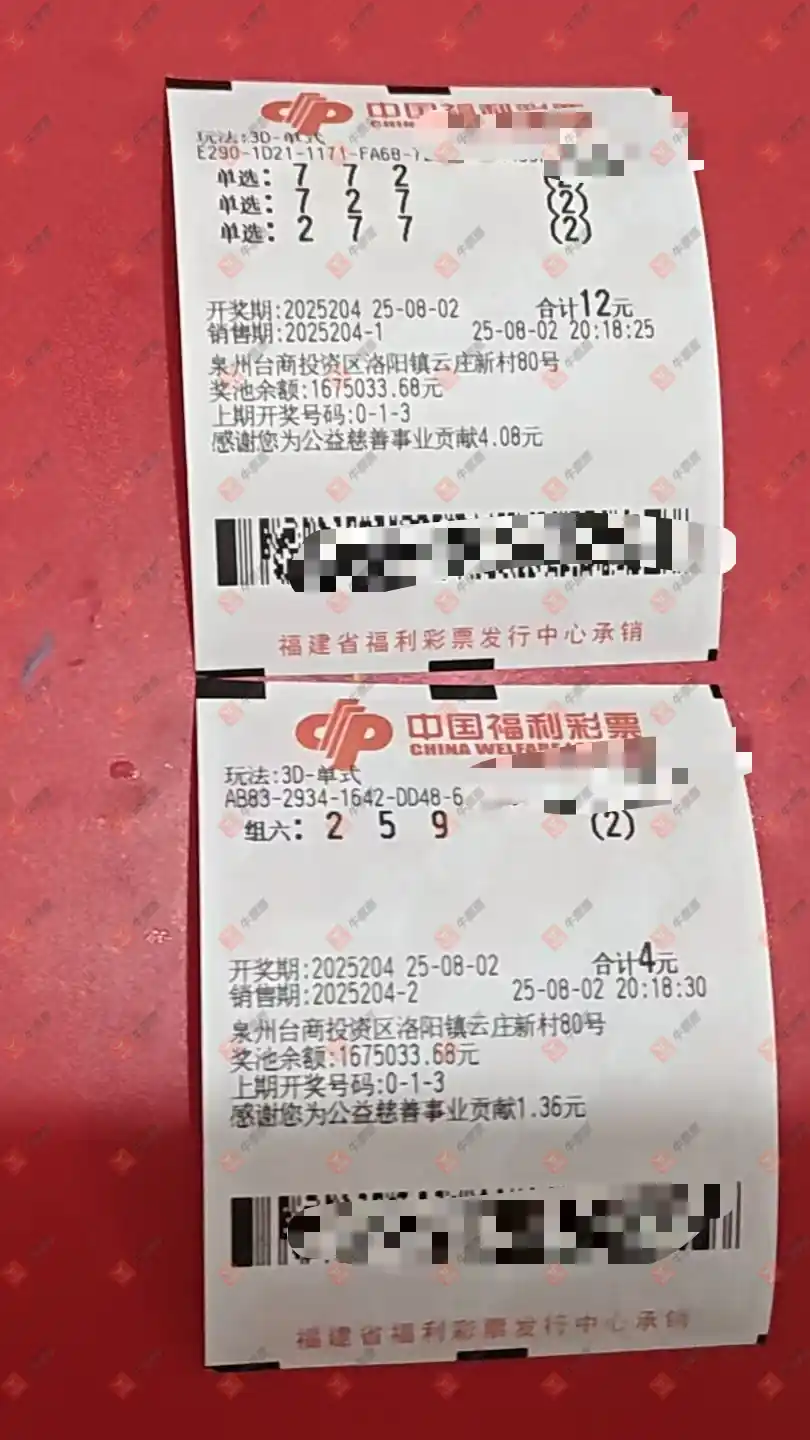 中国福利彩票
玩法:3D-单式
E290-1D21-1171-FA6B-
单选: 7 7 2
单选: 7 2 7 (2)
单选: 2 7 7 (2)
开奖期:2025204 25-08-02 合计12元
销售期:2025204-1 25-08-02 20:18:25
泉州台商投资区洛阳镇云庄新村80号
奖池余额:1675033.68元
上期开奖号码:0-1-3
感谢您为公益慈善事业贡献4.08元
福建省福利彩票发行中心承销
中国福利彩票
CHINA WELFARE
玩法:3D-单式
AB83-2934-1642-DD48-6
组六: 2 5 9 (2)
开奖期:2025204 25-08-02 合计4元
销售期:2025204-2 25-08-02 20:18:30
泉州台商投资区洛阳镇云庄新村80号
奖池余额:1675033.68元
上期开奖号码:0-1-3
感谢您为公益慈善事业贡献1.36元
福建省福利彩票发行中心承销